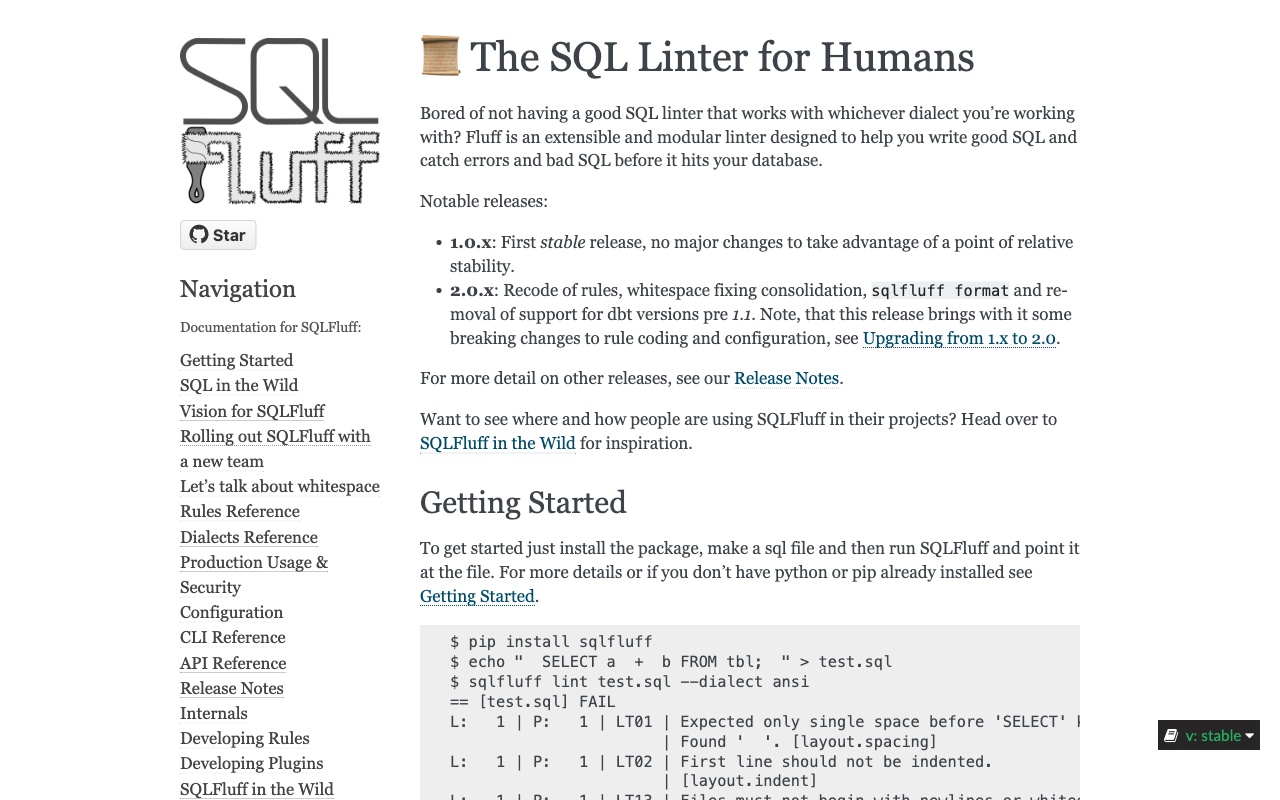 SQL
fluff
Star
Navigation
Documentation for SQLFluff:
Getting Started
SQL in the Wild
Vision for SQLFluff
Rolling out SQLFluff with
a new team
Let’s talk about whitespace
Rules Reference
Dialects Reference
Production Usage &
Security
Configuration
CLI Reference
API Reference
Release Notes
Internals
Developing Rules
Developing Plugins
SQLFluff in the Wild
The SQL Linter for Humans
Bored of not having a good SQL linter that works with whichever dialect you’re working
with? Fluff is an extensible and modular linter designed to help you write good SQL and
catch errors and bad SQL before it hits your database.
Notable releases:
• 1.0.x: First stable release, no major changes to take advantage of a point of relative
stability.
• 2.0.x: Recode of rules, whitespace fixing consolidation, sqlfluff format and re-
moval of support for dbt versions pre 1.1. Note, that this release brings with it some
breaking changes to rule coding and configuration, see Upgrading from 1.x to 2.0.
For more detail on other releases, see our Release Notes.
Want to see where and how people are using SQLFluff in their projects? Head over to
SQLFluff in the Wild for inspiration.
Getting Started
To get started just install the package, make a sql file and then run SQLFluff and point it
at the file. For more details or if you don’t have python or pip already installed see
Getting Started.
$ pip install sqlfluff
$ echo "  SELECT a  +  b FROM tbl;  " > test.sql
$ sqlfluff lint test.sql --dialect ansi
== [test.sql] FAIL
L:   1 | P:   1 | LT01 | Expected only single space before 'SELECT'
| Found '  '. [layout.spacing]
L:   1 | P:   1 | LT02 | First line should not be indented.
| [layout.indent]
L:   1 | P:   1 | LT13 | Files must not begin with newlines or
v: stable